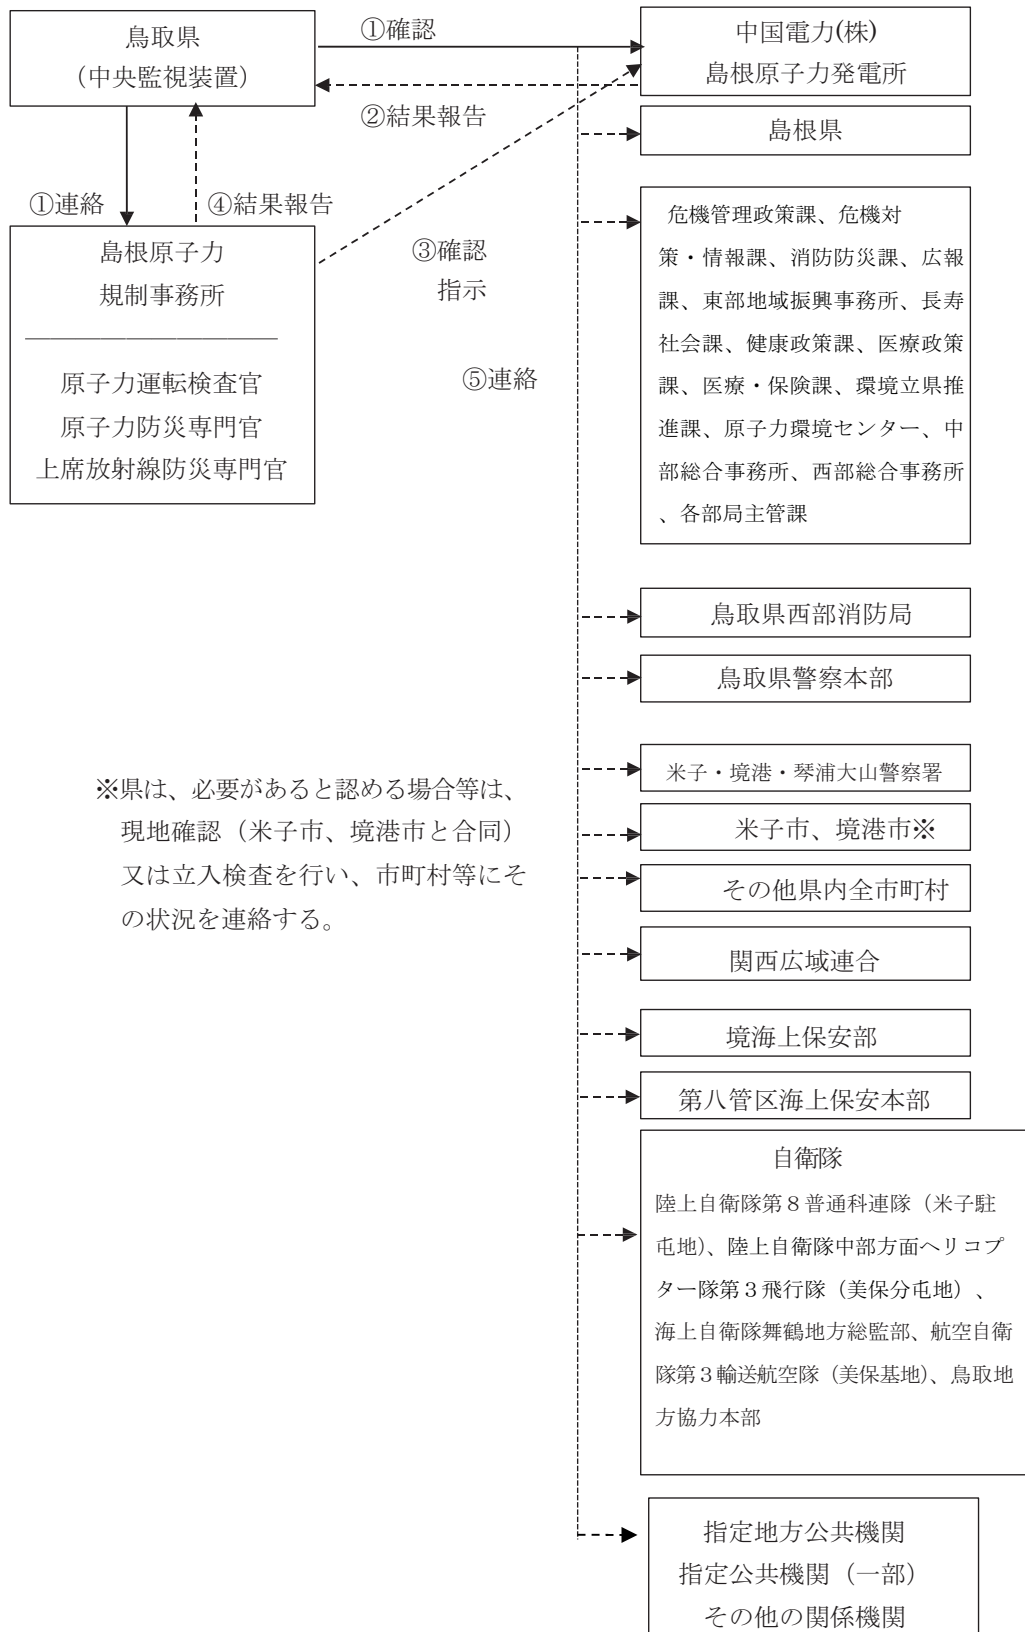 鳥取県
（中央監視装置）
①確認
中国電力(株)
島根原子力発電所
②結果報告
島根県
①連絡
④結果報告
島根原子力
規制事務所
原子力運転検査官
原子力防災専門官
上席放射線防災専門官
③確認
指示
⑤連絡
危機管理政策課、危機対
策・情報課、消防防災課、広報
課、東部地域振興事務所、長寿
社会課、健康政策課、医療政策
課、医療・保険課、環境立県推
進課、原子力環境センター、中
部総合事務所、西部総合事務所
、各部局主管課
鳥取県西部消防局
鳥取県警察本部
米子・境港・琴浦大山警察署
※県は、必要があると認める場合等は、
現地確認（米子市、境港市と合同）
又は立入検査を行い、市町村等にそ
の状況を連絡する。
米子市、境港市※
その他県内全市町村
関西広域連合
境海上保安部
第八管区海上保安本部
自衛隊
陸上自衛隊第８普通科連隊（米子駐
屯地）、陸上自衛隊中部方面ヘリコプ
ター隊第３飛行隊（美保分屯地）、
海上自衛隊舞鶴地方総監部、航空自衛
隊第３輸送航空隊（美保基地）、鳥取地
方協力本部
指定地方公共機関
指定公共機関（一部）
その他の関係機関